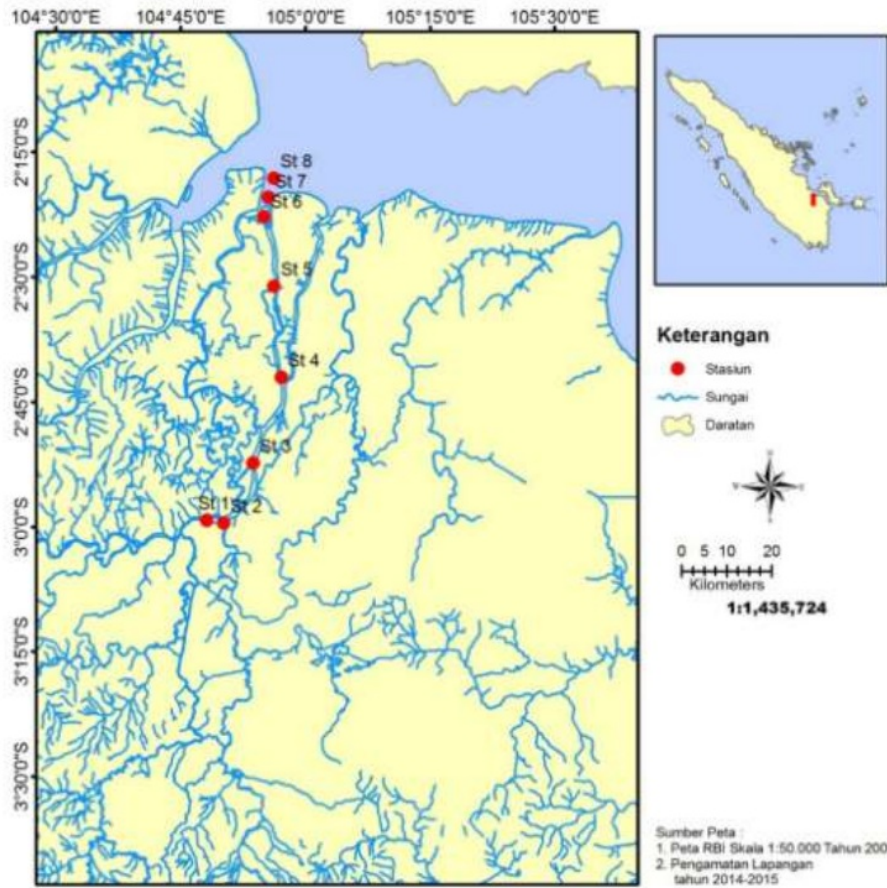 104°30'0"E 104°45'0"E 105°0'0"E 105°15'0"E 105°30'0"E
2°15'0"S
2°30'0"S
2°45'0"S
3°0'0"S
3°15'0"S
3°30'0"S
St 8
St 7
St 6
St 5
St 4
St 3
St 1 St 2
Keterangan
Stasiun
Sungai
Daratan
0 5 10 20
Kilometers
1:1,435,724
Sumber Peta :
1. Peta RBI Skala 1:50.000 Tahun 200
2. Pengamatan Lapangan
tahun 2014-2015